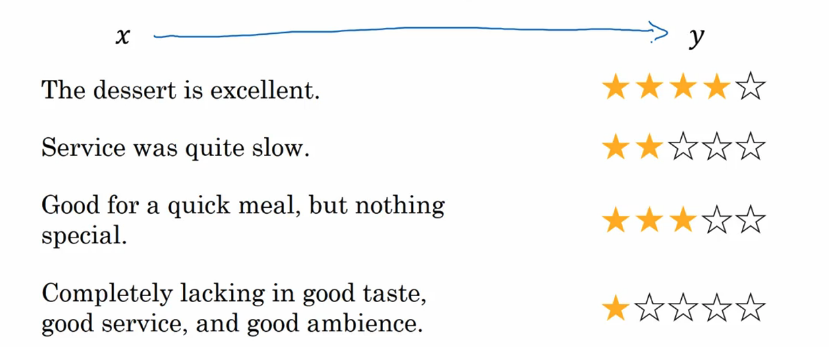 x y
The dessert is excellent.
Service was quite slow.
Good for a quick meal, but nothing
special.
Completely lacking in good taste,
good service, and good ambience.